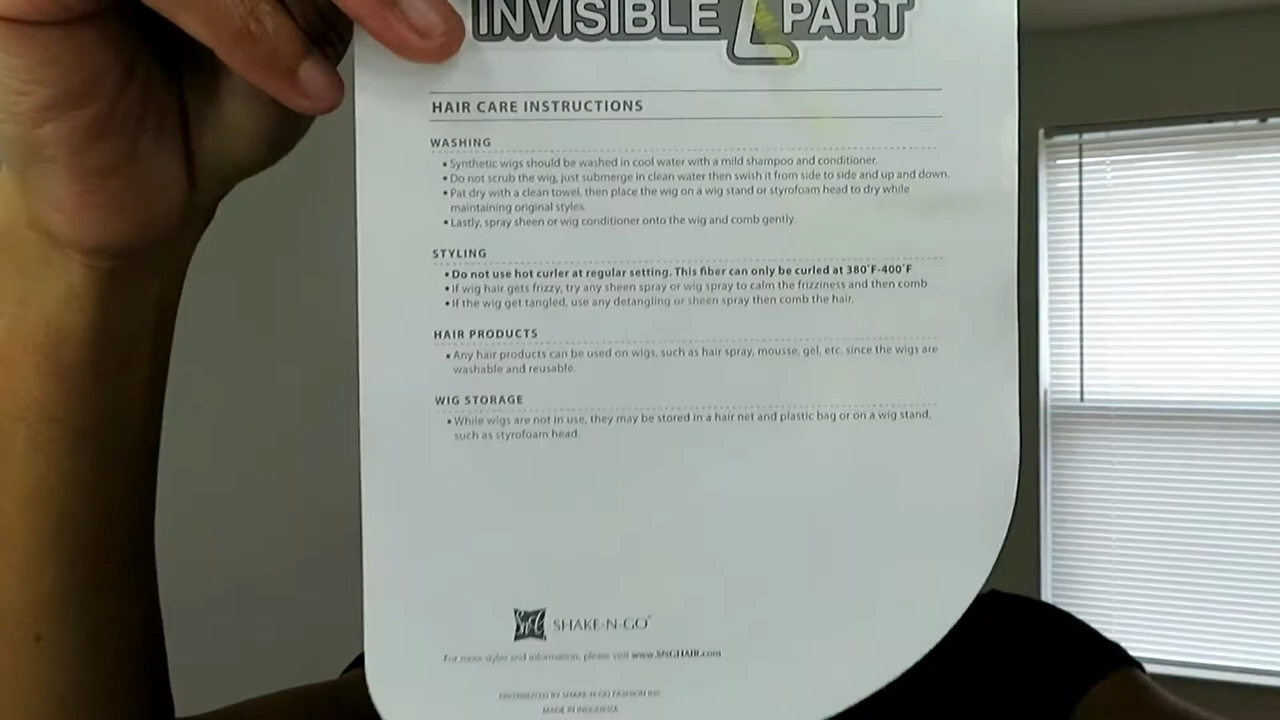 INVISIBLE L PART
HAIR CARE INSTRUCTIONS
WASHING
• Synthetic wigs should be washed in cool water with a mild shampoo and conditioner.
• Do not scrub the wig, just submerge in clean water then swish it from side to side and up and down.
• Pat dry with a clean towel, then place the wig on a wig stand or styrofoam head to dry while
maintaining original styles.
• Lastly, spray sheen or wig conditioner onto the wig and comb gently.
STYLING
• Do not use hot curler at regular setting. This fiber can only be curled at 380˚F-400˚F
• If wig hair gets frizzy, try any sheen spray or wig spray to calm the frizziness and then comb
• If the wig get tangled, use any detangling or sheen spray then comb the hair.
HAIR PRODUCTS
• Any hair products can be used on wigs, such as hair spray, mousse, gel, etc. since the wigs are
washable and reusable.
WIG STORAGE
• While wigs are not in use, they may be stored in a hair net and plastic bag or on a wig stand,
such as styrofoam head.
SHAKE-N-GO®
For more styles and information, please visit www.SNGHAIR.com
DISTRIBUTED BY SHAKE-N-GO FASHION INC
MADE IN INDONESIA